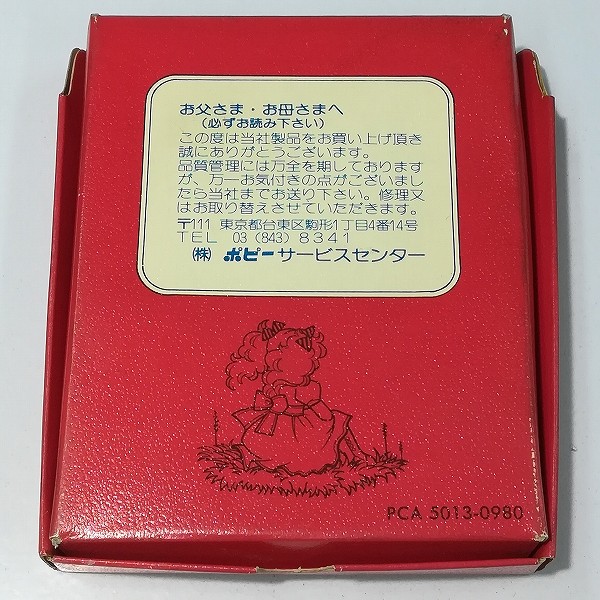 お父さま・お母さまへ
(必ずお読み下さい)
この度は当社製品をお買い上げ頂き
誠にありがとうございます。
品質管理には万全を期しております
が、万一お気付きの点がございまし
たら当社までお送り下さい。修理又
はお取り替えさせていただきます。
〒111 東京都台東区駒形1丁目4番14号
TEL 03(843)8341
(株) ポピーサービスセンター
PCA 5013-0980